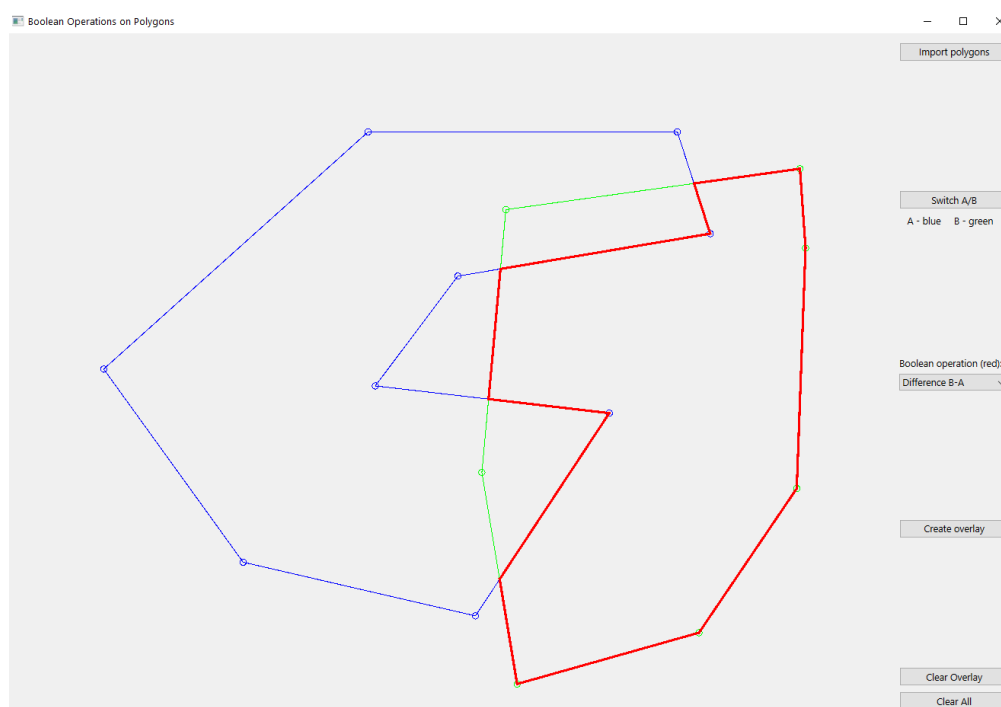 Boolean Operations on Polygons
Import polygons
Switch A/B
A - blue B - green
Boolean operation (red):
Difference B-A
Create overlay
Clear Overlay
Clear All